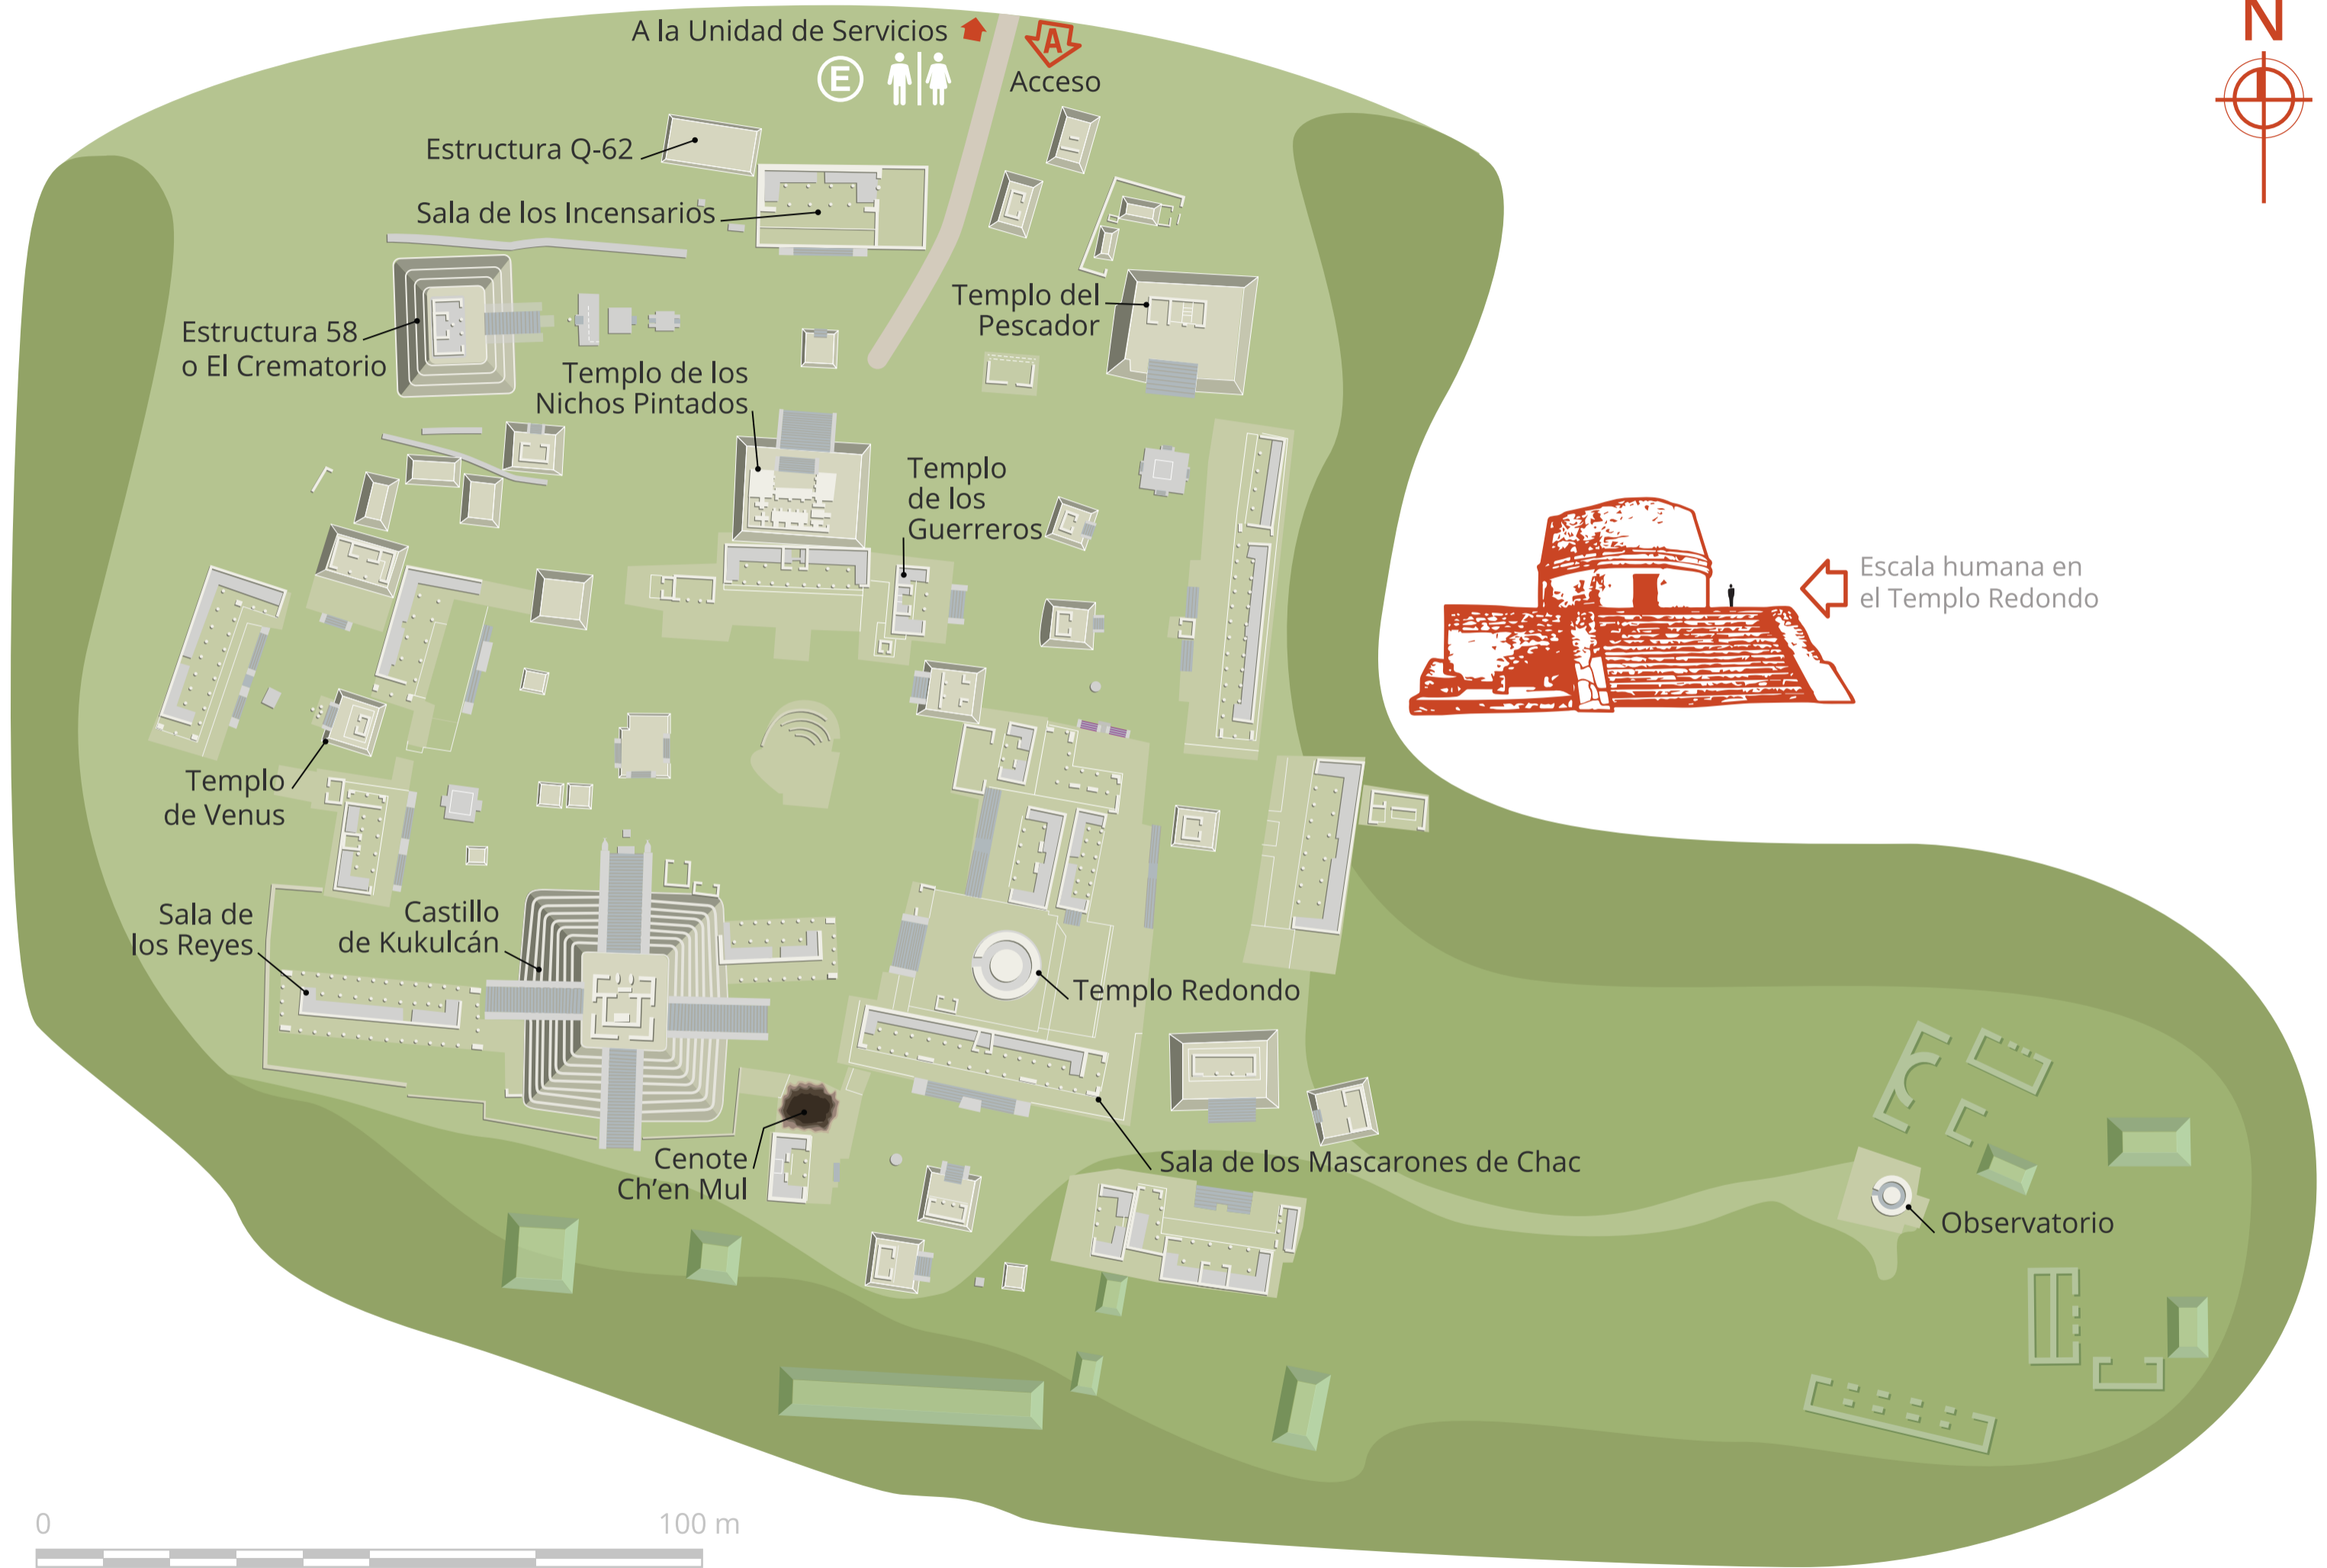 N
A la Unidad de Servicios
A
E
Acceso
Estructura Q-62
Sala de los Incensarios
Templo del
Pescador
Estructura 58
o El Crematorio
Templo de los
Nichos Pintados
Templo
de los
Guerreros
Escala humana en
el Templo Redondo
Templo
de Venus
Sala de
los Reyes
Castillo
de Kukulcán
Templo Redondo
Cenote
Ch’en Mul
Sala de los Mascarones de Chac
Observatorio
0
100 m